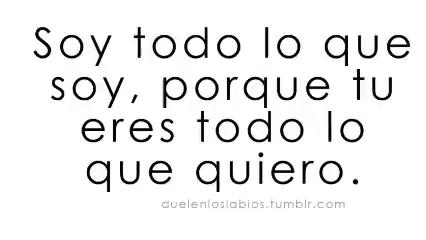 Soy todo lo que
soy, porque tu
eres todo lo
que quiero.
duelenloslabios.tumblr.com